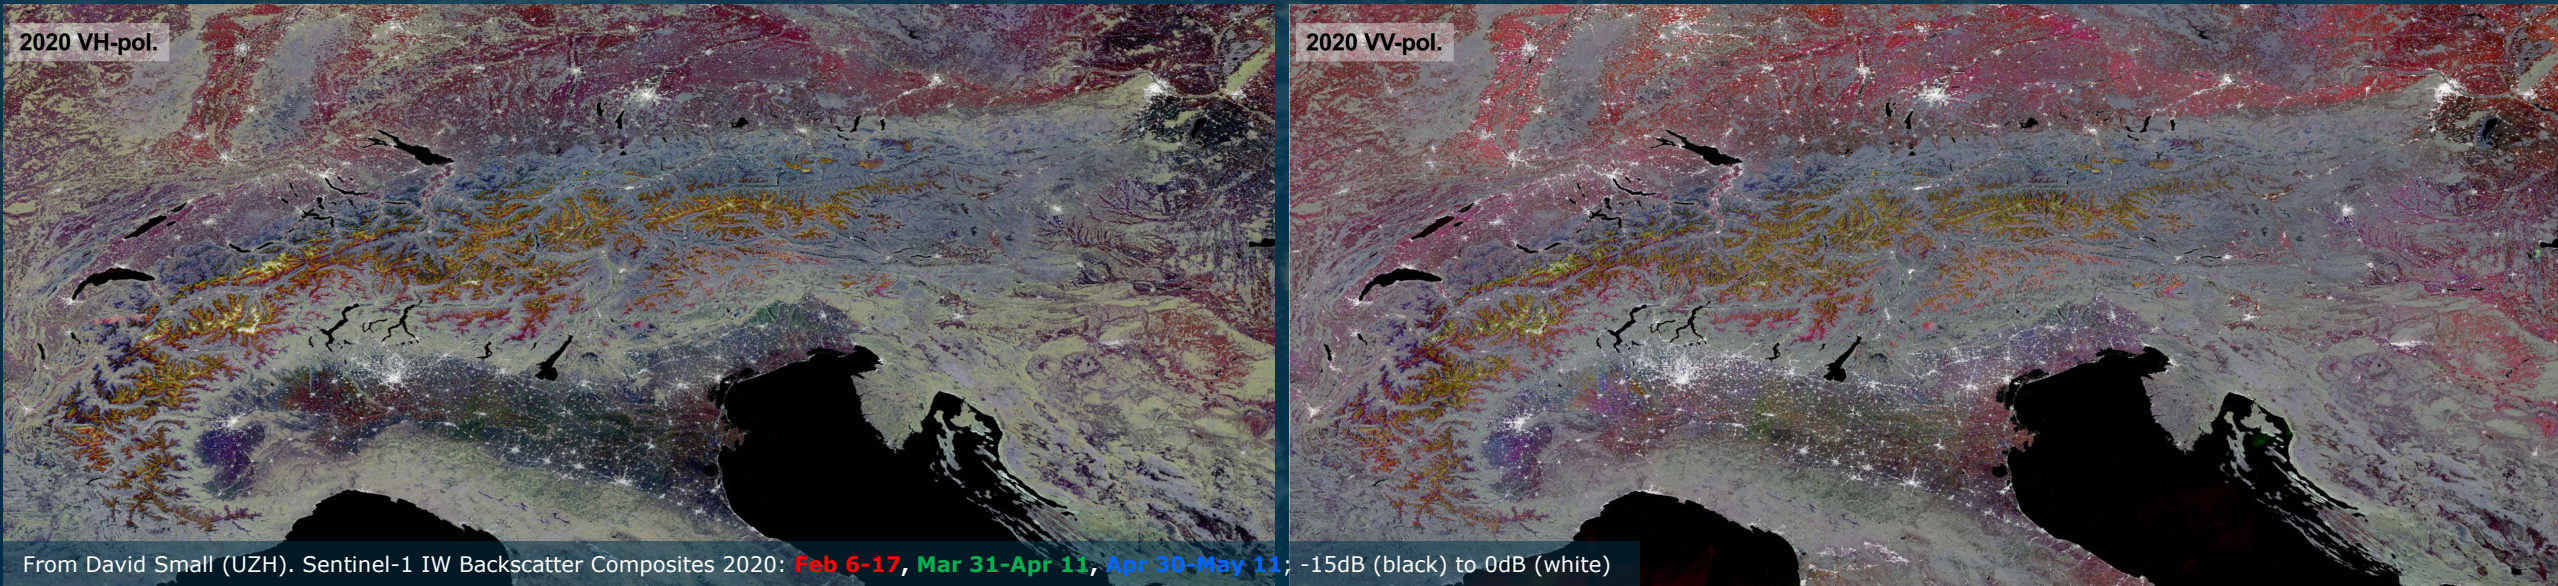 2020 VH-pol.
2020 VV-pol.
From David Small (UZH). Sentinel-1 IW Backscatter Composites 2020: Feb 6-17, Mar 31-Apr 11, Apr 30-May 11; -15dB (black) to 0dB (white)